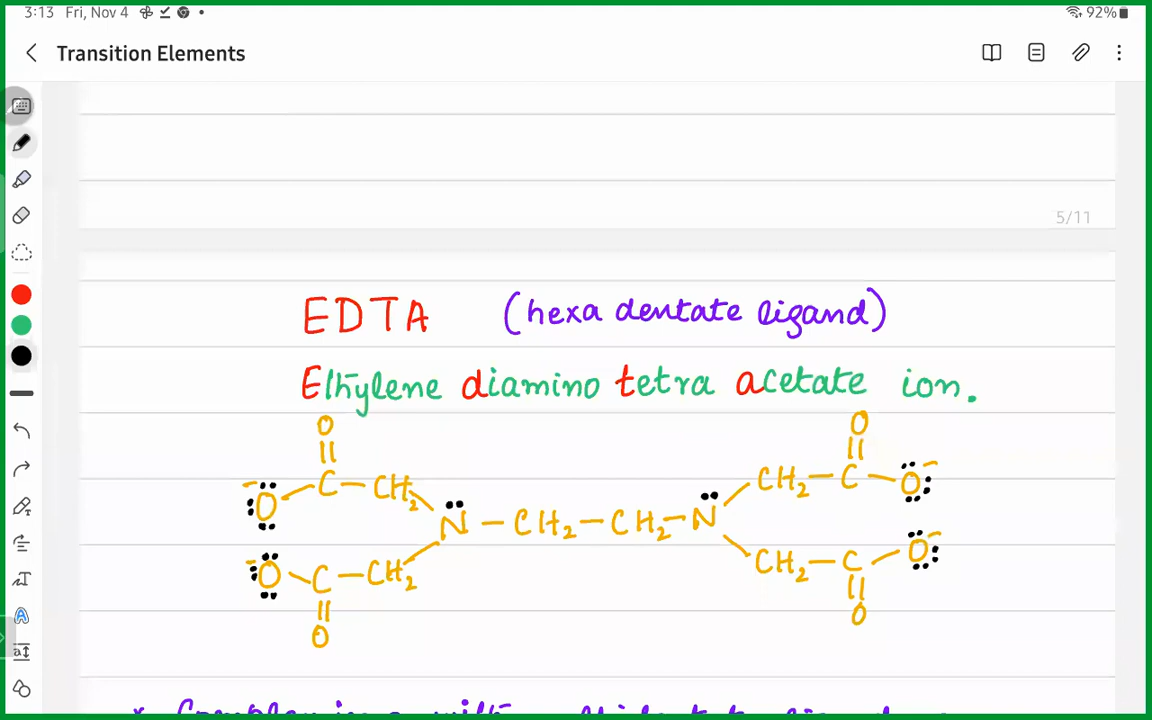 3:13 Fri, Nov 4
92%
Transition Elements
5/11
EDTA (hexa dentate ligand)
Ethylene diamino tetra acetate ion.
O O
|| ||
⁻O – C – CH₂ CH₂ – C – O⁻
N – CH₂ – CH₂ – N
⁻O – C – CH₂ CH₂ – C – O⁻
|| ||
O O